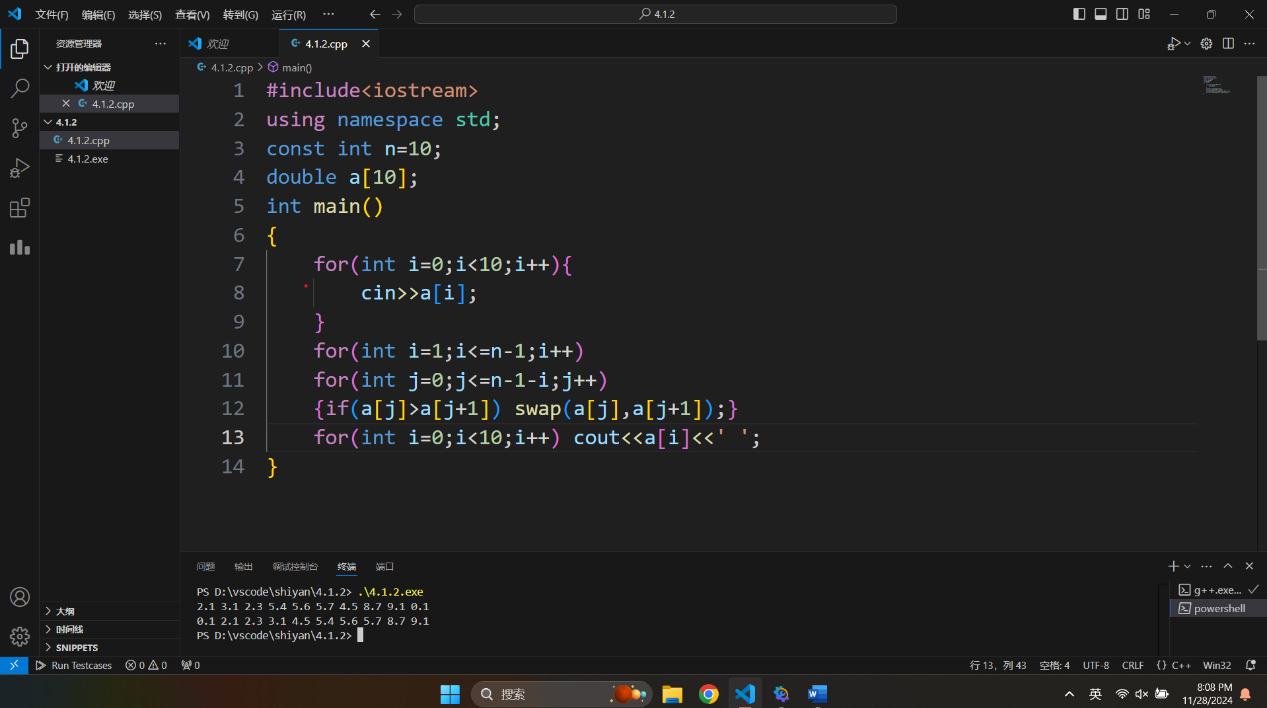 文件(F) 编辑(E) 选择(S) 查看(V) 转到(G) 运行(R) ··· 4.1.2
资源管理器 ···
欢迎 4.1.2.cpp
打开的编辑器
欢迎
4.1.2.cpp
4.1.2
4.1.2.cpp
4.1.2.exe
4.1.2.cpp > main()
1 #include<iostream>
2 using namespace std;
3 const int n=10;
4 double a[10];
5 int main()
6 {
7 for(int i=0;i<10;i++){
8 cin>>a[i];
9 }
10 for(int i=1;i<=n-1;i++)
11 for(int j=0;j<=n-1-i;j++)
12 {if(a[j]>a[j+1]) swap(a[j],a[j+1]);}
13 for(int i=0;i<10;i++) cout<<a[i]<<' ';
14 }
问题 输出 调试控制台 终端 端口
PS D:\vscode\shiyan\4.1.2> .\4.1.2.exe
2.1 3.1 2.3 5.4 5.6 5.7 4.5 8.7 9.1 0.1
0.1 2.1 2.3 3.1 4.5 5.4 5.6 5.7 8.7 9.1
PS D:\vscode\shiyan\4.1.2>
g++.exe...
powershell
大纲
时间线
SNIPPETS
Run Testcases 0 0 0 行 13，列 43 空格: 4 UTF-8 CRLF {} C++ Win32
搜索
英
8:08 PM
11/28/2024